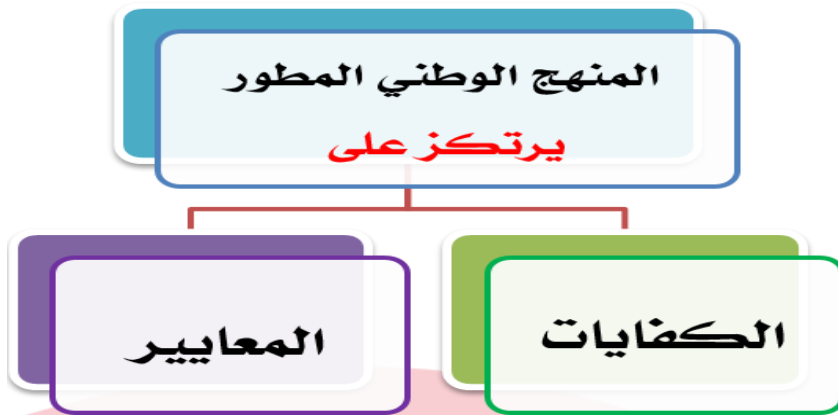 المنهج الوطني المطور
يرتكز على
الكفايات
المعايير